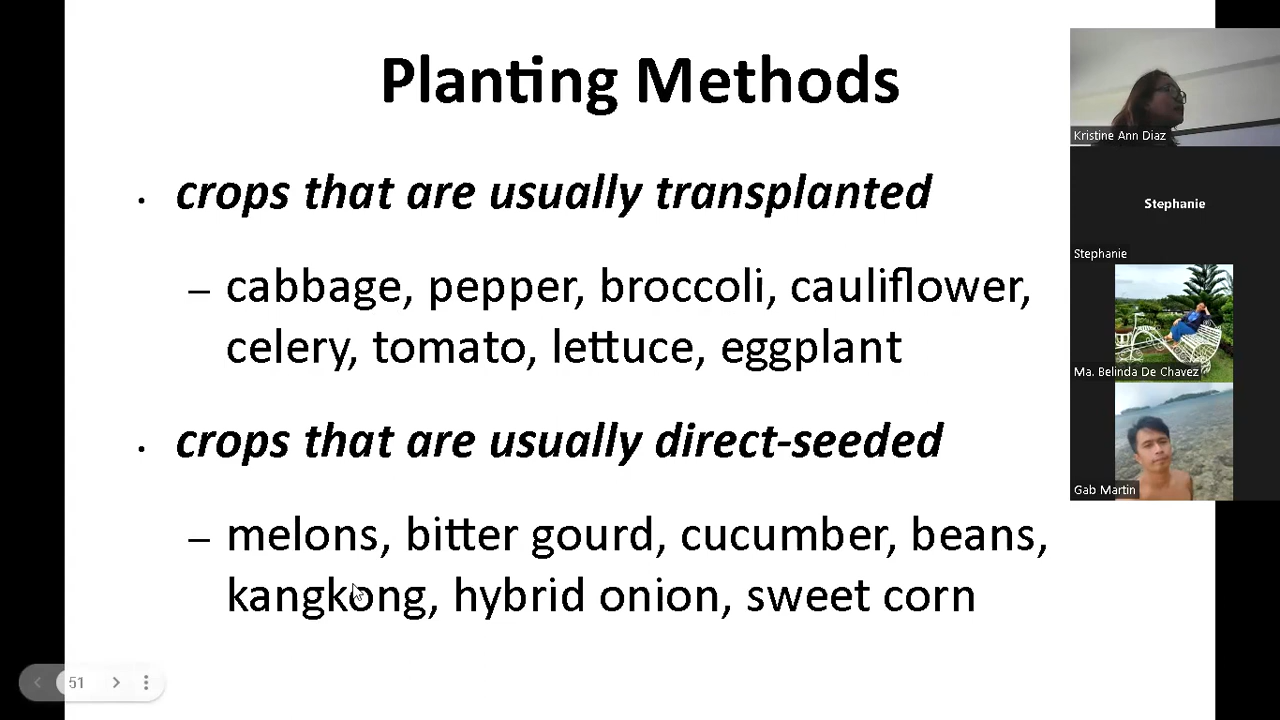 Planting Methods
• crops that are usually transplanted
– cabbage, pepper, broccoli, cauliflower,
celery, tomato, lettuce, eggplant
• crops that are usually direct-seeded
– melons, bitter gourd, cucumber, beans,
kangkong, hybrid onion, sweet corn
51
Kristine Ann Diaz
Stephanie
Stephanie
Ma. Belinda De Chavez
Gab Martin